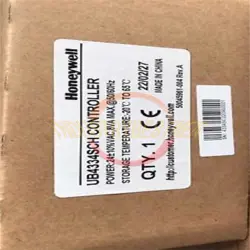 Honeywell
UB4334SCH CONTROLLER
POWER:24±10%VAC,8VA MAX.@50/60HZ
STORAGE TEMPERATURE:-20℃ TO 65℃
QTY. 1 CE
22/02/27
http://customer.honeywell.com
MADE IN CHINA